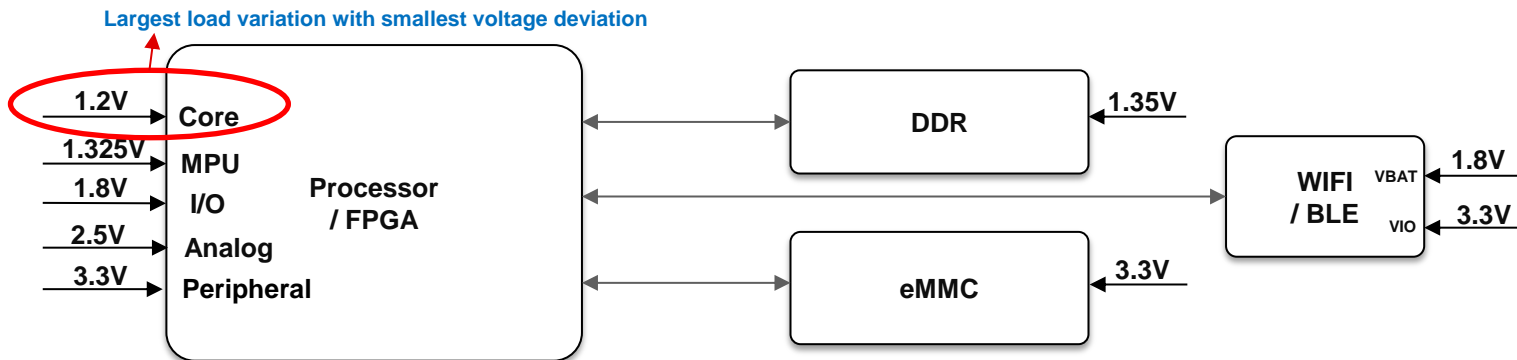 Largest load variation with smallest voltage deviation
1.2V
Core
1.325V
MPU
1.8V
I/O
2.5V
Analog
3.3V
Peripheral
Processor
/ FPGA
DDR
1.35V
eMMC
3.3V
WIFI
/ BLE
VBAT
1.8V
VIO
3.3V